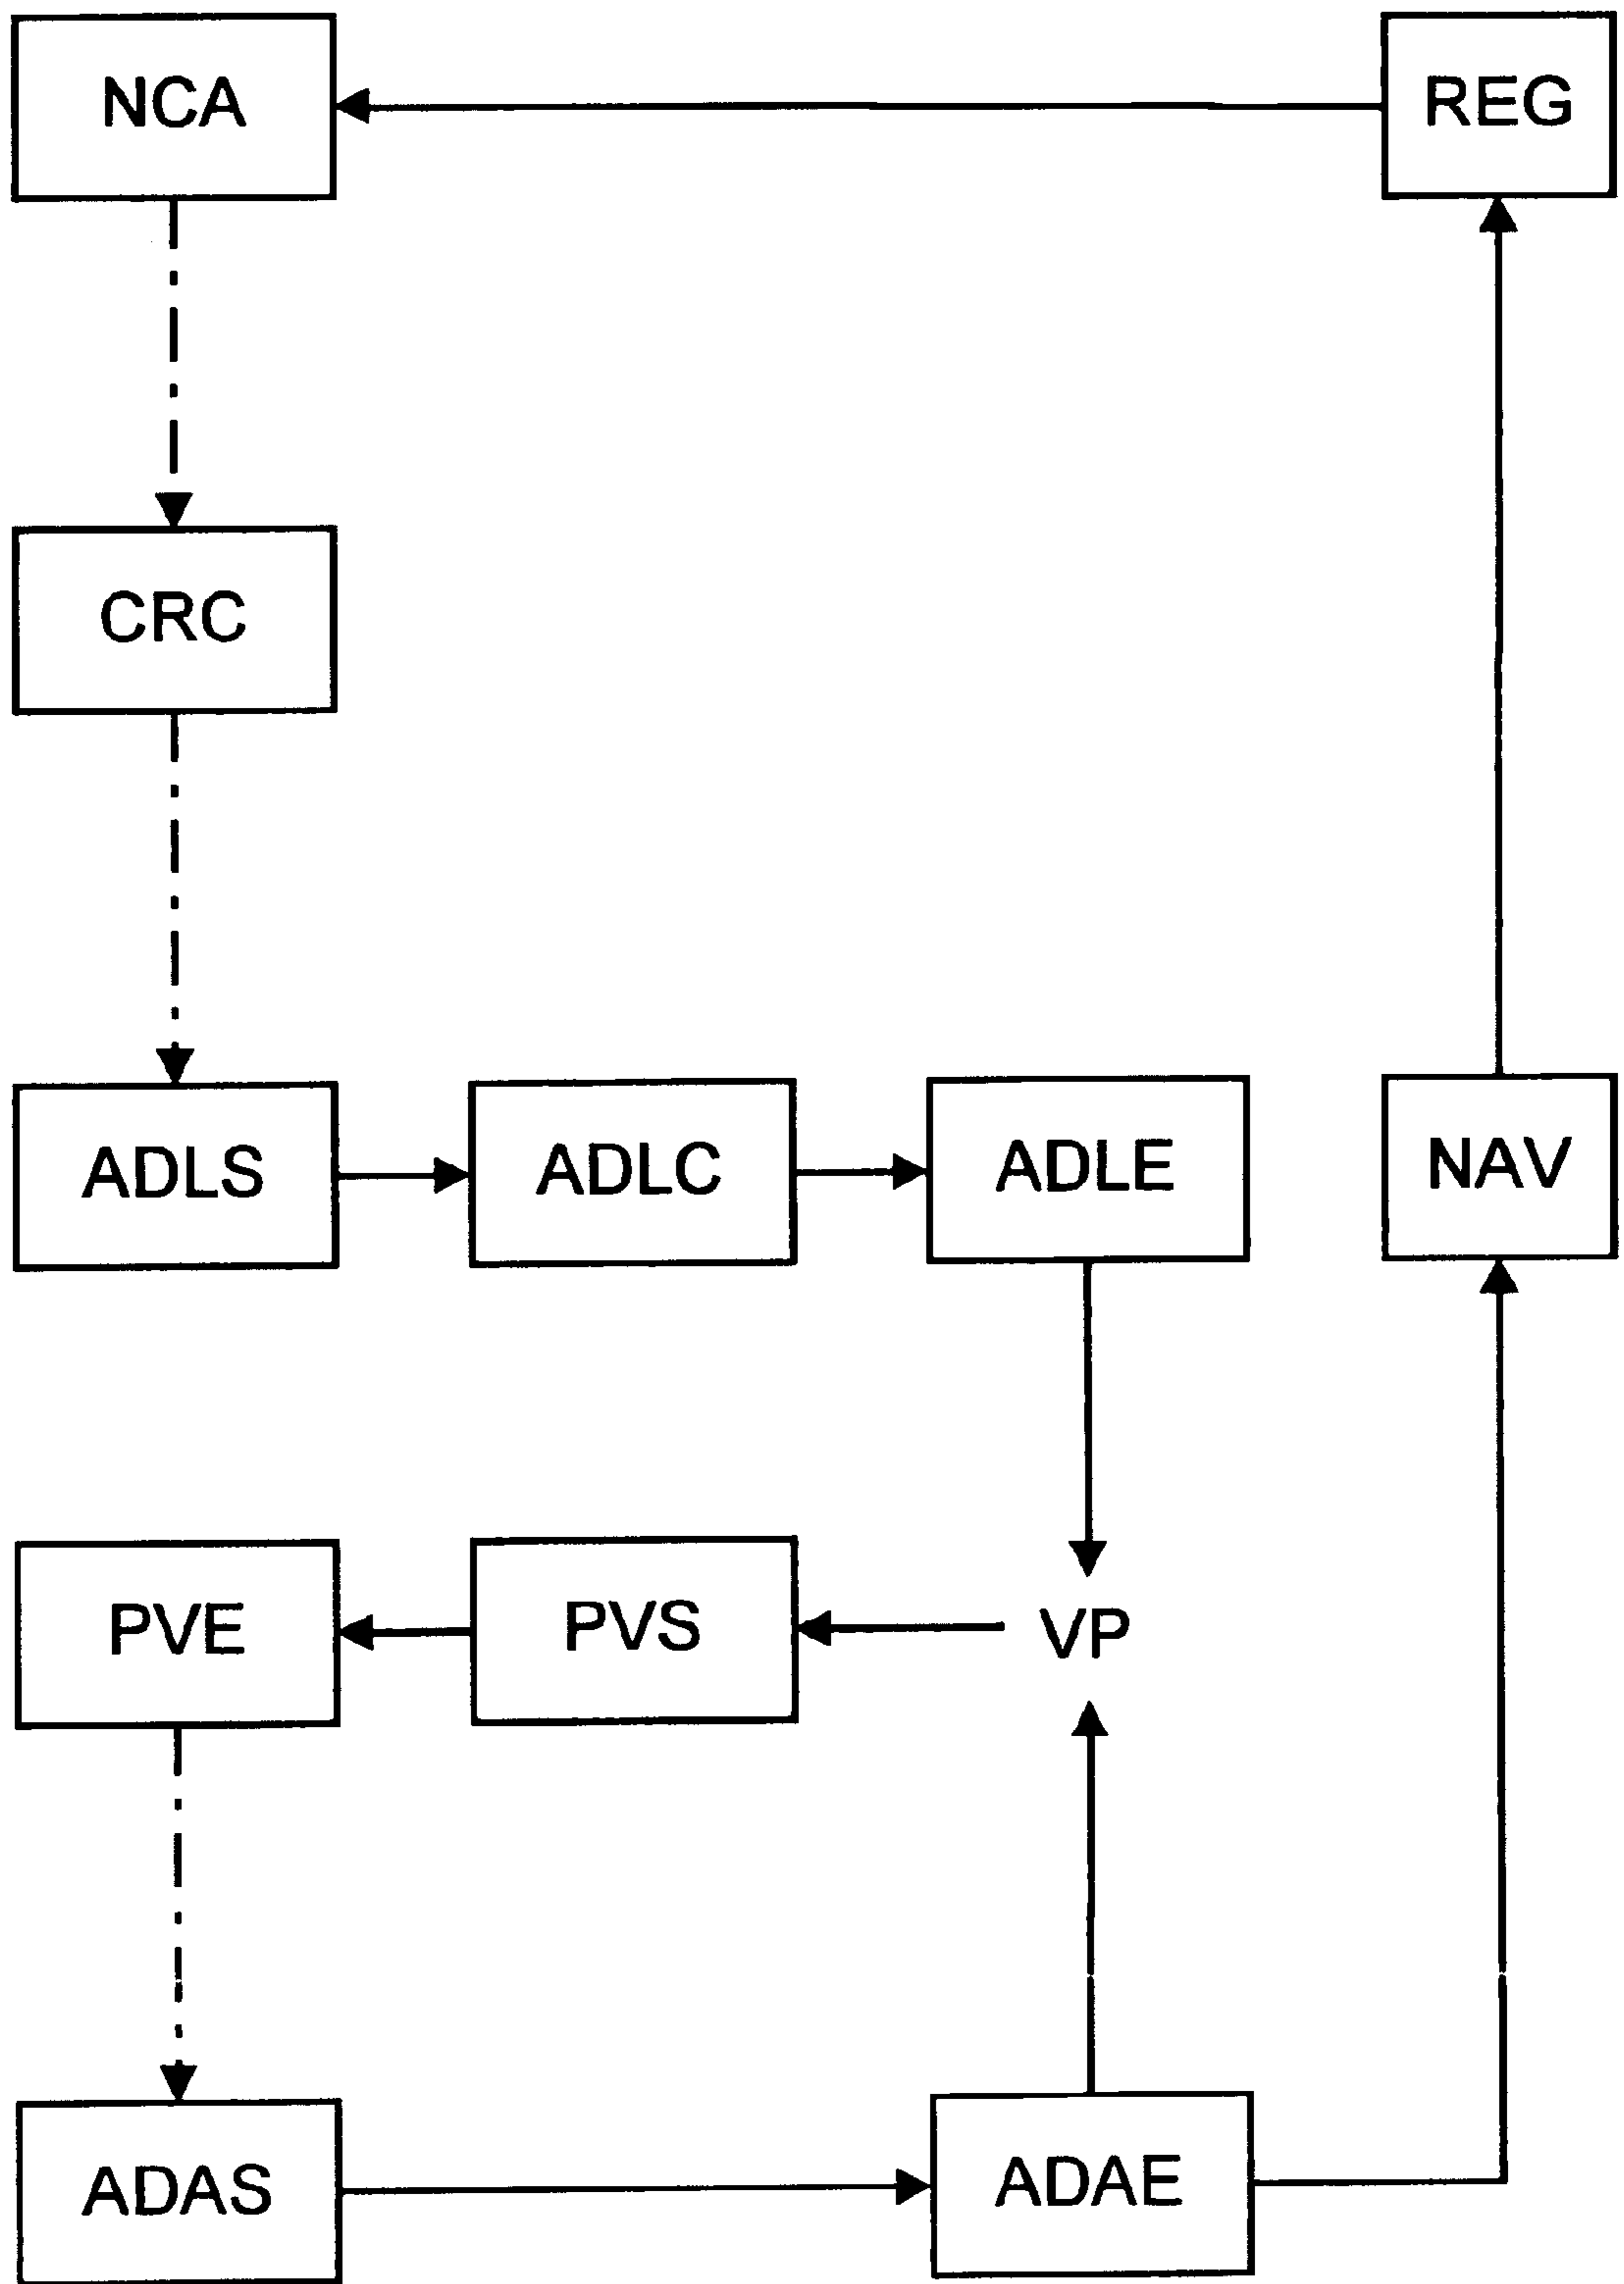 NCA
REG
CRC
ADLS
ADLC
ADLE
NAV
PVE
PVS
VP
ADAS
ADAE